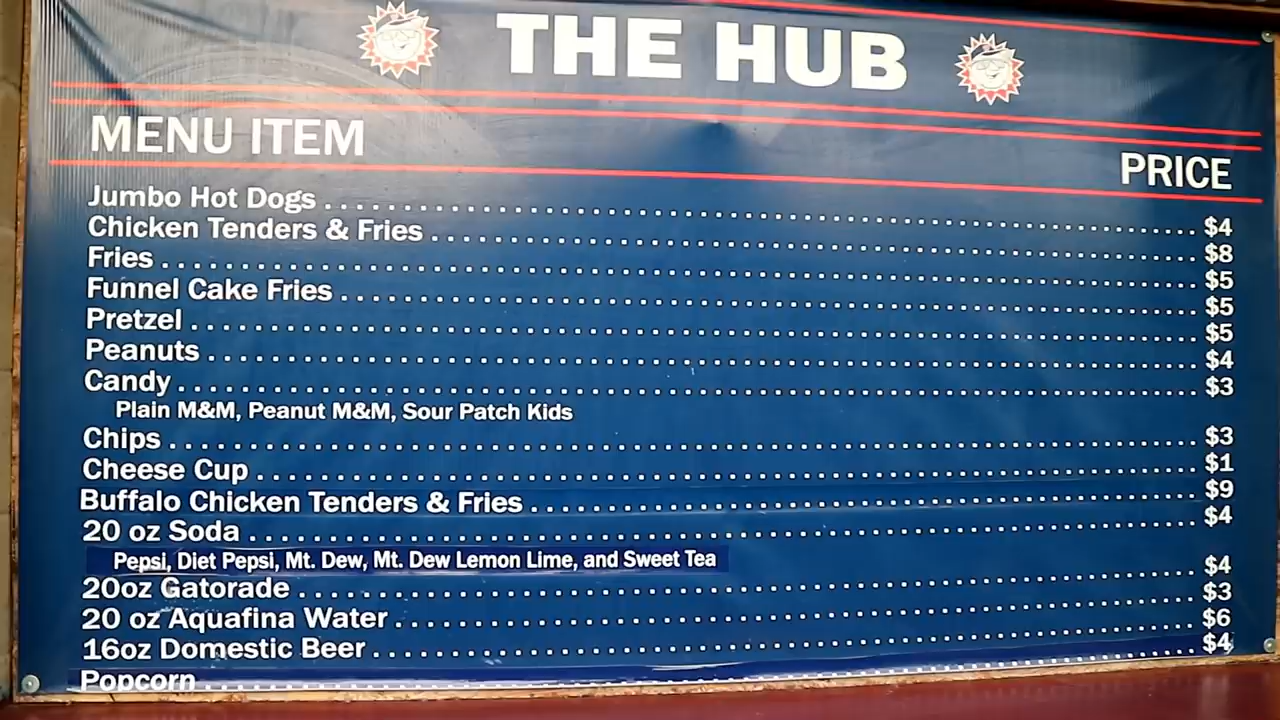 THE HUB
MENU ITEM PRICE
Jumbo Hot Dogs $4
Chicken Tenders & Fries $8
Fries $5
Funnel Cake Fries $5
Pretzel $5
Peanuts $4
Candy $3
Plain M&M, Peanut M&M, Sour Patch Kids
Chips $3
Cheese Cup $1
Buffalo Chicken Tenders & Fries $9
20 oz Soda $4
Pepsi, Diet Pepsi, Mt. Dew, Mt. Dew Lemon Lime, and Sweet Tea
20oz Gatorade $4
20 oz Aquafina Water $3
16oz Domestic Beer $6
Popcorn $4